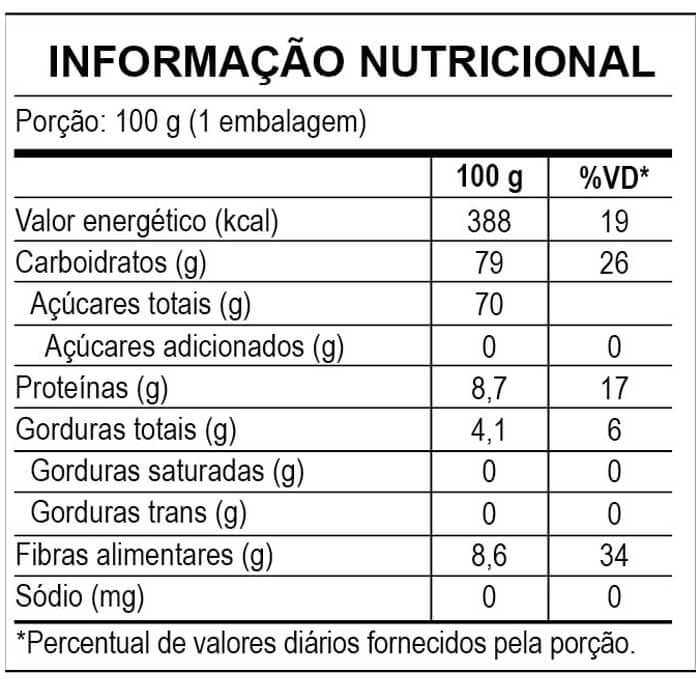 INFORMAÇÃO NUTRICIONAL
Porção: 100 g (1 embalagem)
100 g %VD*
Valor energético (kcal) 388 19
Carboidratos (g) 79 26
Açúcares totais (g) 70
Açúcares adicionados (g) 0 0
Proteínas (g) 8,7 17
Gorduras totais (g) 4,1 6
Gorduras saturadas (g) 0 0
Gorduras trans (g) 0 0
Fibras alimentares (g) 8,6 34
Sódio (mg) 0 0
*Percentual de valores diários fornecidos pela porção.